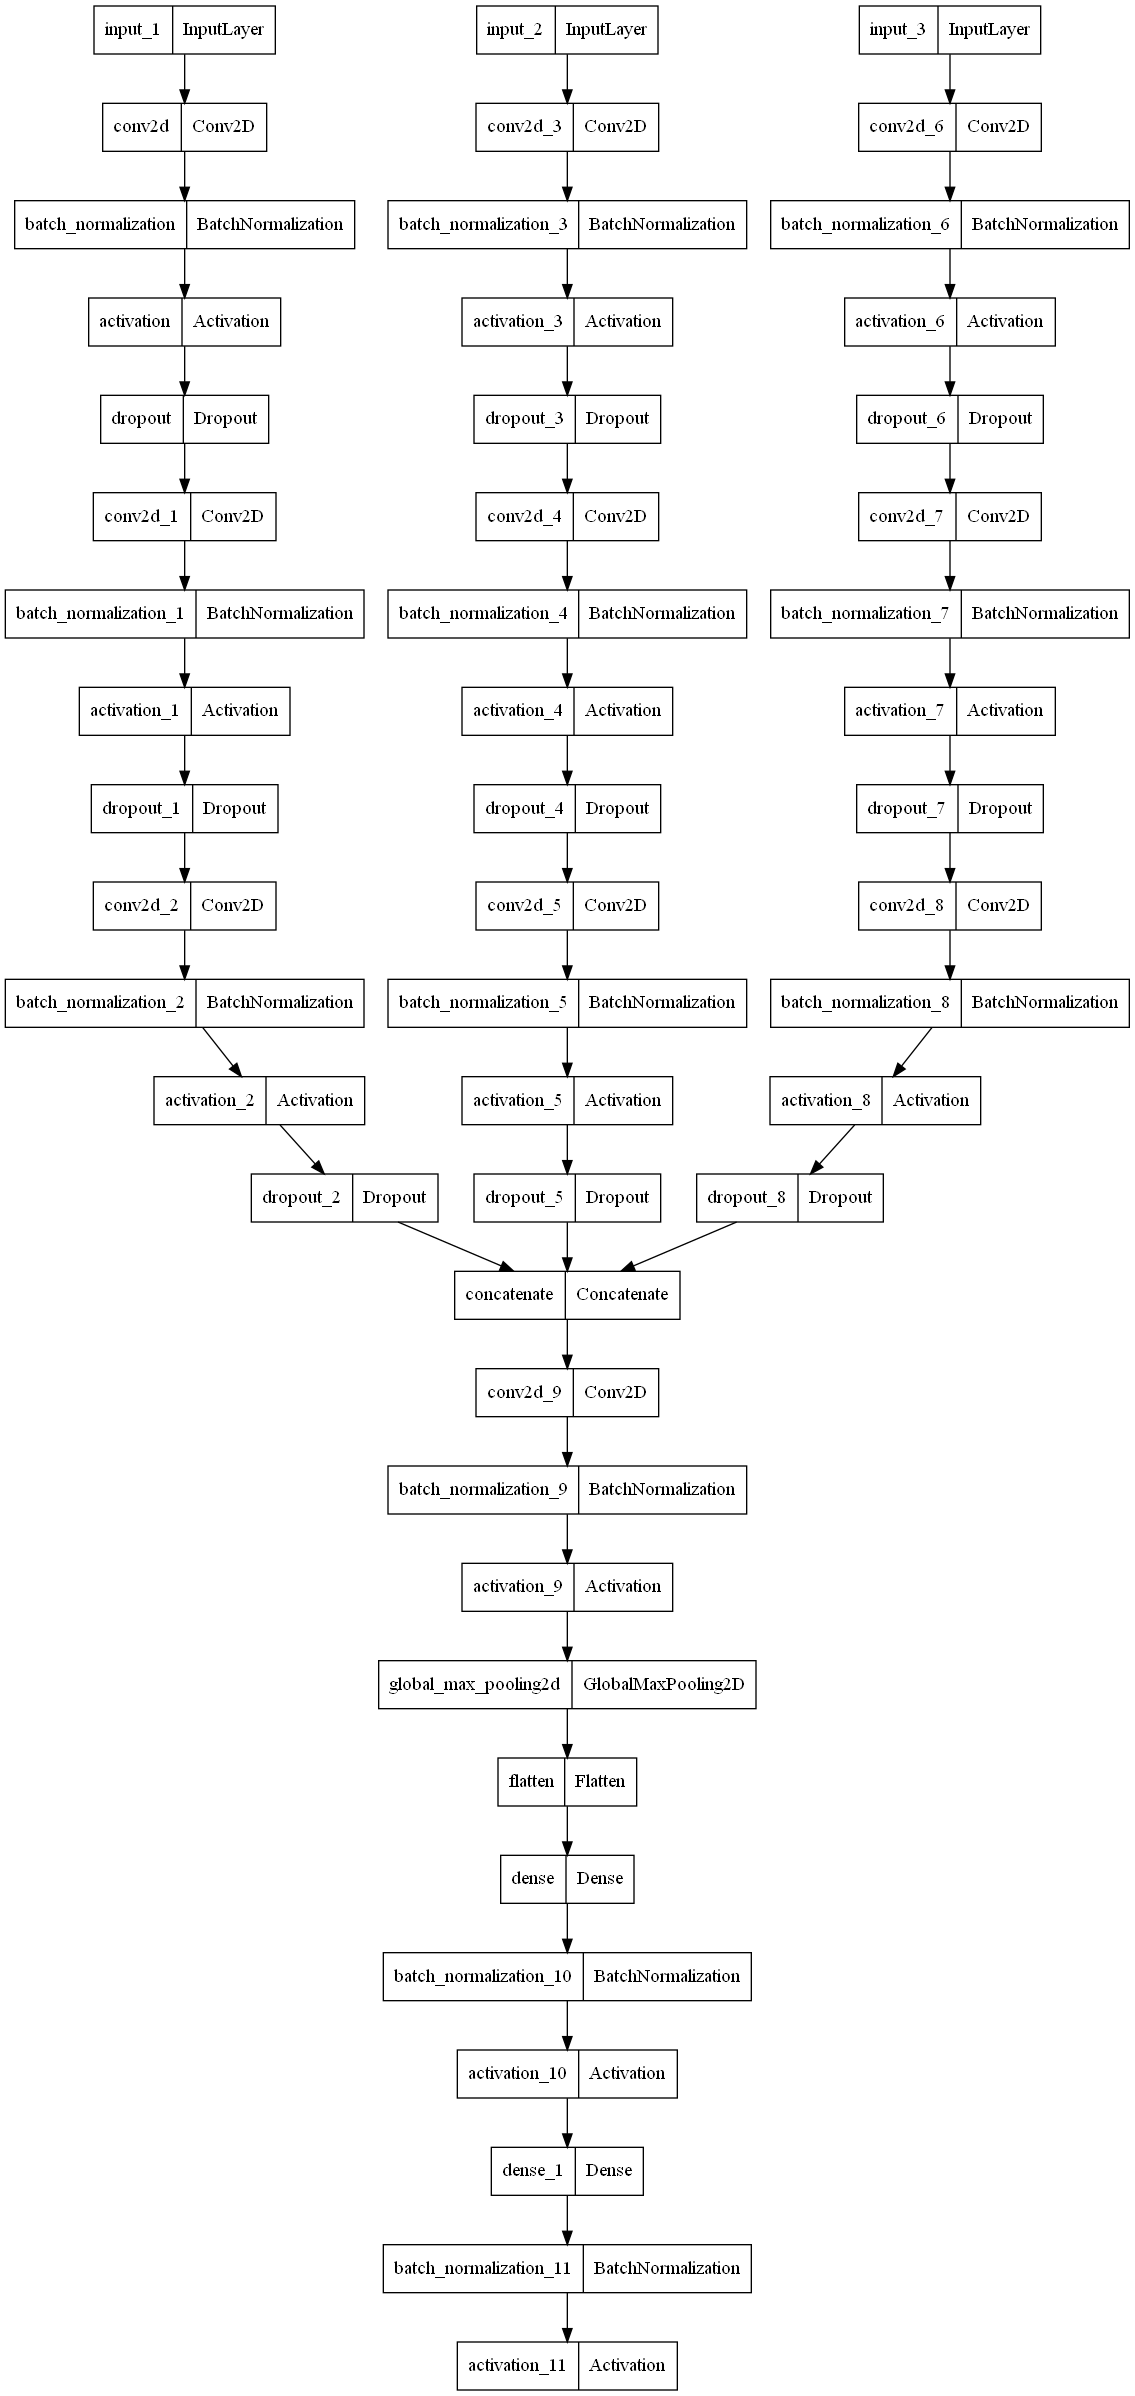 input_1 InputLayer input_2 InputLayer input_3 InputLayer
conv2d Conv2D conv2d_3 Conv2D conv2d_6 Conv2D
batch_normalization BatchNormalization batch_normalization_3 BatchNormalization batch_normalization_6 BatchNormalization
activation Activation activation_3 Activation activation_6 Activation
dropout Dropout dropout_3 Dropout dropout_6 Dropout
conv2d_1 Conv2D conv2d_4 Conv2D conv2d_7 Conv2D
batch_normalization_1 BatchNormalization batch_normalization_4 BatchNormalization batch_normalization_7 BatchNormalization
activation_1 Activation activation_4 Activation activation_7 Activation
dropout_1 Dropout dropout_4 Dropout dropout_7 Dropout
conv2d_2 Conv2D conv2d_5 Conv2D conv2d_8 Conv2D
batch_normalization_2 BatchNormalization batch_normalization_5 BatchNormalization batch_normalization_8 BatchNormalization
activation_2 Activation activation_5 Activation activation_8 Activation
dropout_2 Dropout dropout_5 Dropout dropout_8 Dropout
concatenate Concatenate
conv2d_9 Conv2D
batch_normalization_9 BatchNormalization
activation_9 Activation
global_max_pooling2d GlobalMaxPooling2D
flatten Flatten
dense Dense
batch_normalization_10 BatchNormalization
activation_10 Activation
dense_1 Dense
batch_normalization_11 BatchNormalization
activation_11 Activation